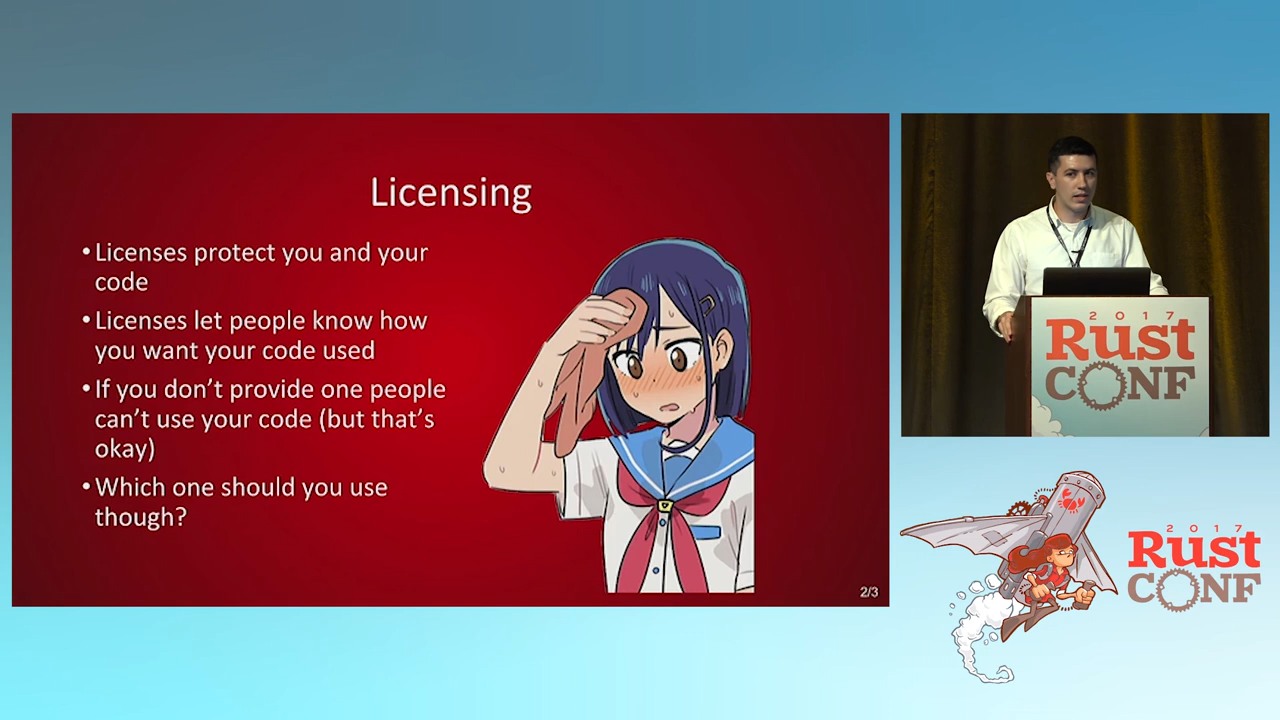 Licensing
•Licenses protect you and your
code
•Licenses let people know how
you want your code used
•If you don’t provide one people
can’t use your code (but that’s
okay)
•Which one should you use
though?
2/3
2017
Rust
CONF
2017
Rust
CONF